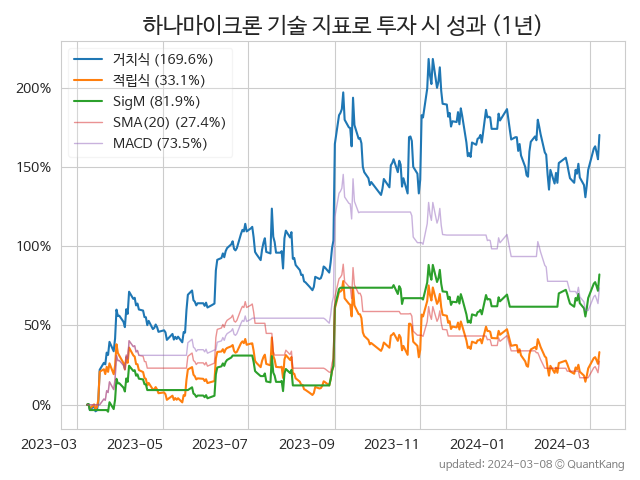 하나마이크론 기술 지표로 투자 시 성과 (1년)
거치식 (169.6%)
적립식 (33.1%)
SigM (81.9%)
SMA(20) (27.4%)
MACD (73.5%)
200%
150%
100%
50%
0%
2023-03 2023-05 2023-07 2023-09 2023-11 2024-01 2024-03
updated: 2024-03-08 © QuantKang